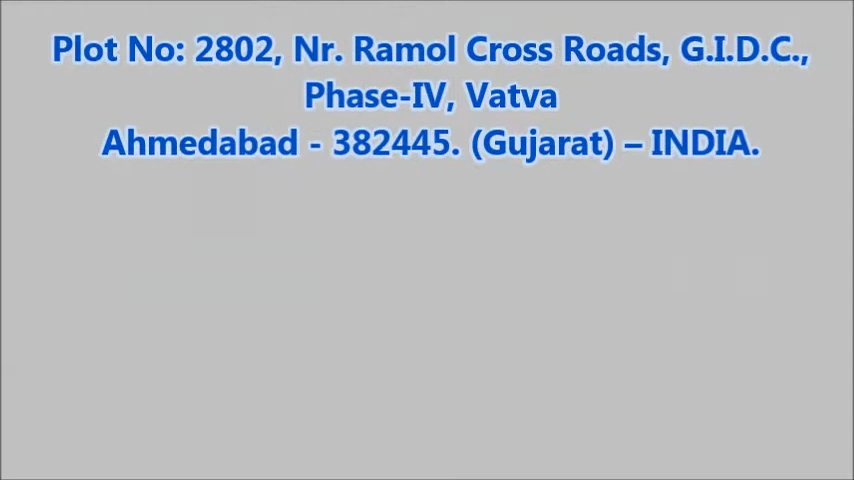 Plot No: 2802, Nr. Ramol Cross Roads, G.I.D.C.,
Phase-IV, Vatva
Ahmedabad - 382445. (Gujarat) – INDIA.